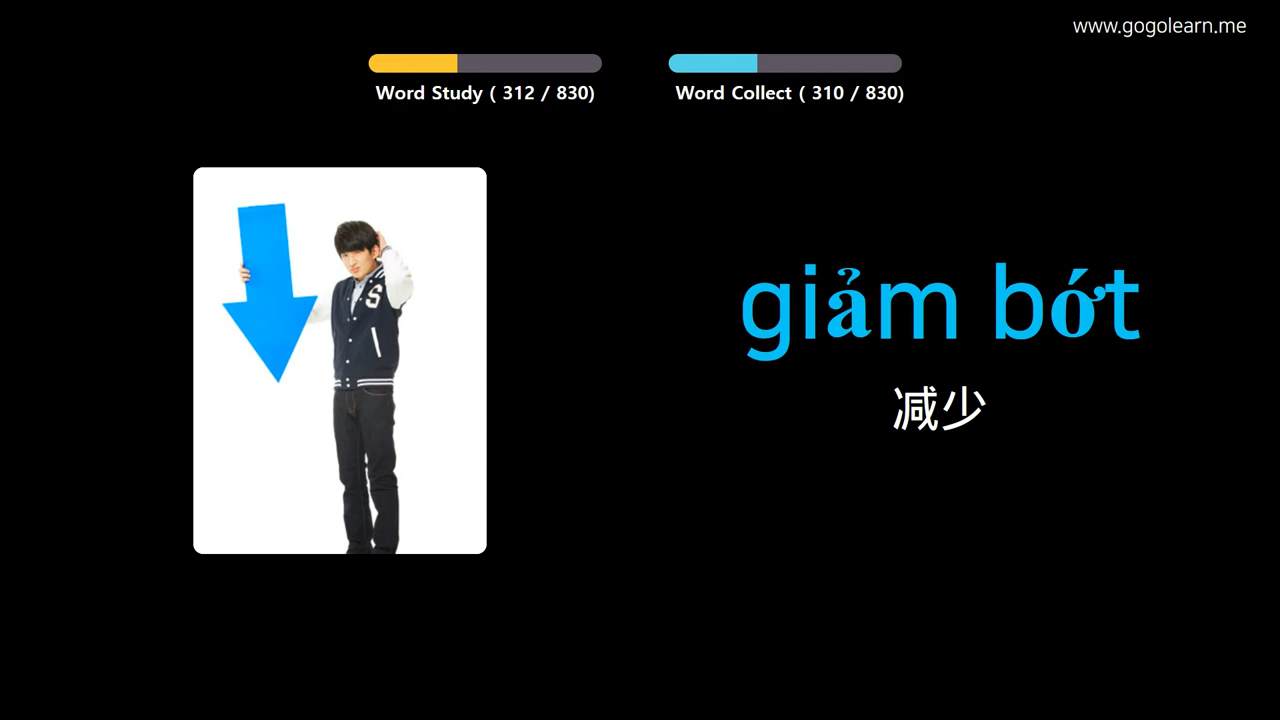 www.gogolearn.me
Word Study ( 312 / 830)
Word Collect ( 310 / 830)
S
giảm bớt
减少